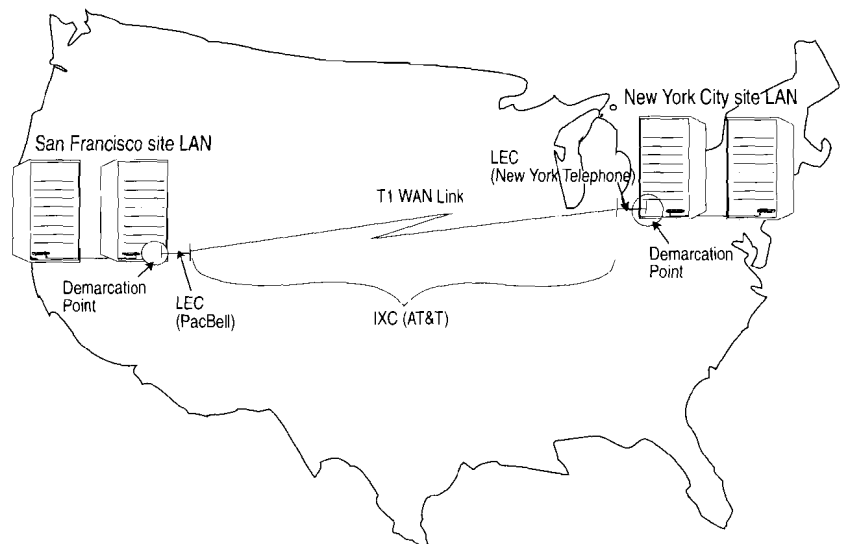 New York City site LAN
San Francisco site LAN
LEC
(New York Telephone)
T1 WAN Link
Demarcation
Point
Demarcation
Point
LEC
(PacBell)
IXC (AT&T)